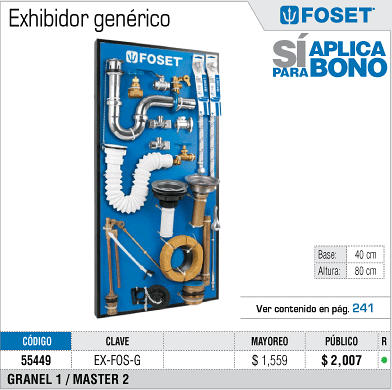 Exhibidor genérico
FOSET
SÍ APLICA
PARA BONO
FOSET
Base: 40 cm
Altura: 80 cm
Ver contenido en pág. 241
CÓDIGO CLAVE MAYOREO PÚBLICO R
55449 EX-FOS-G $ 1,559 $ 2,007
GRANEL 1 / MASTER 2